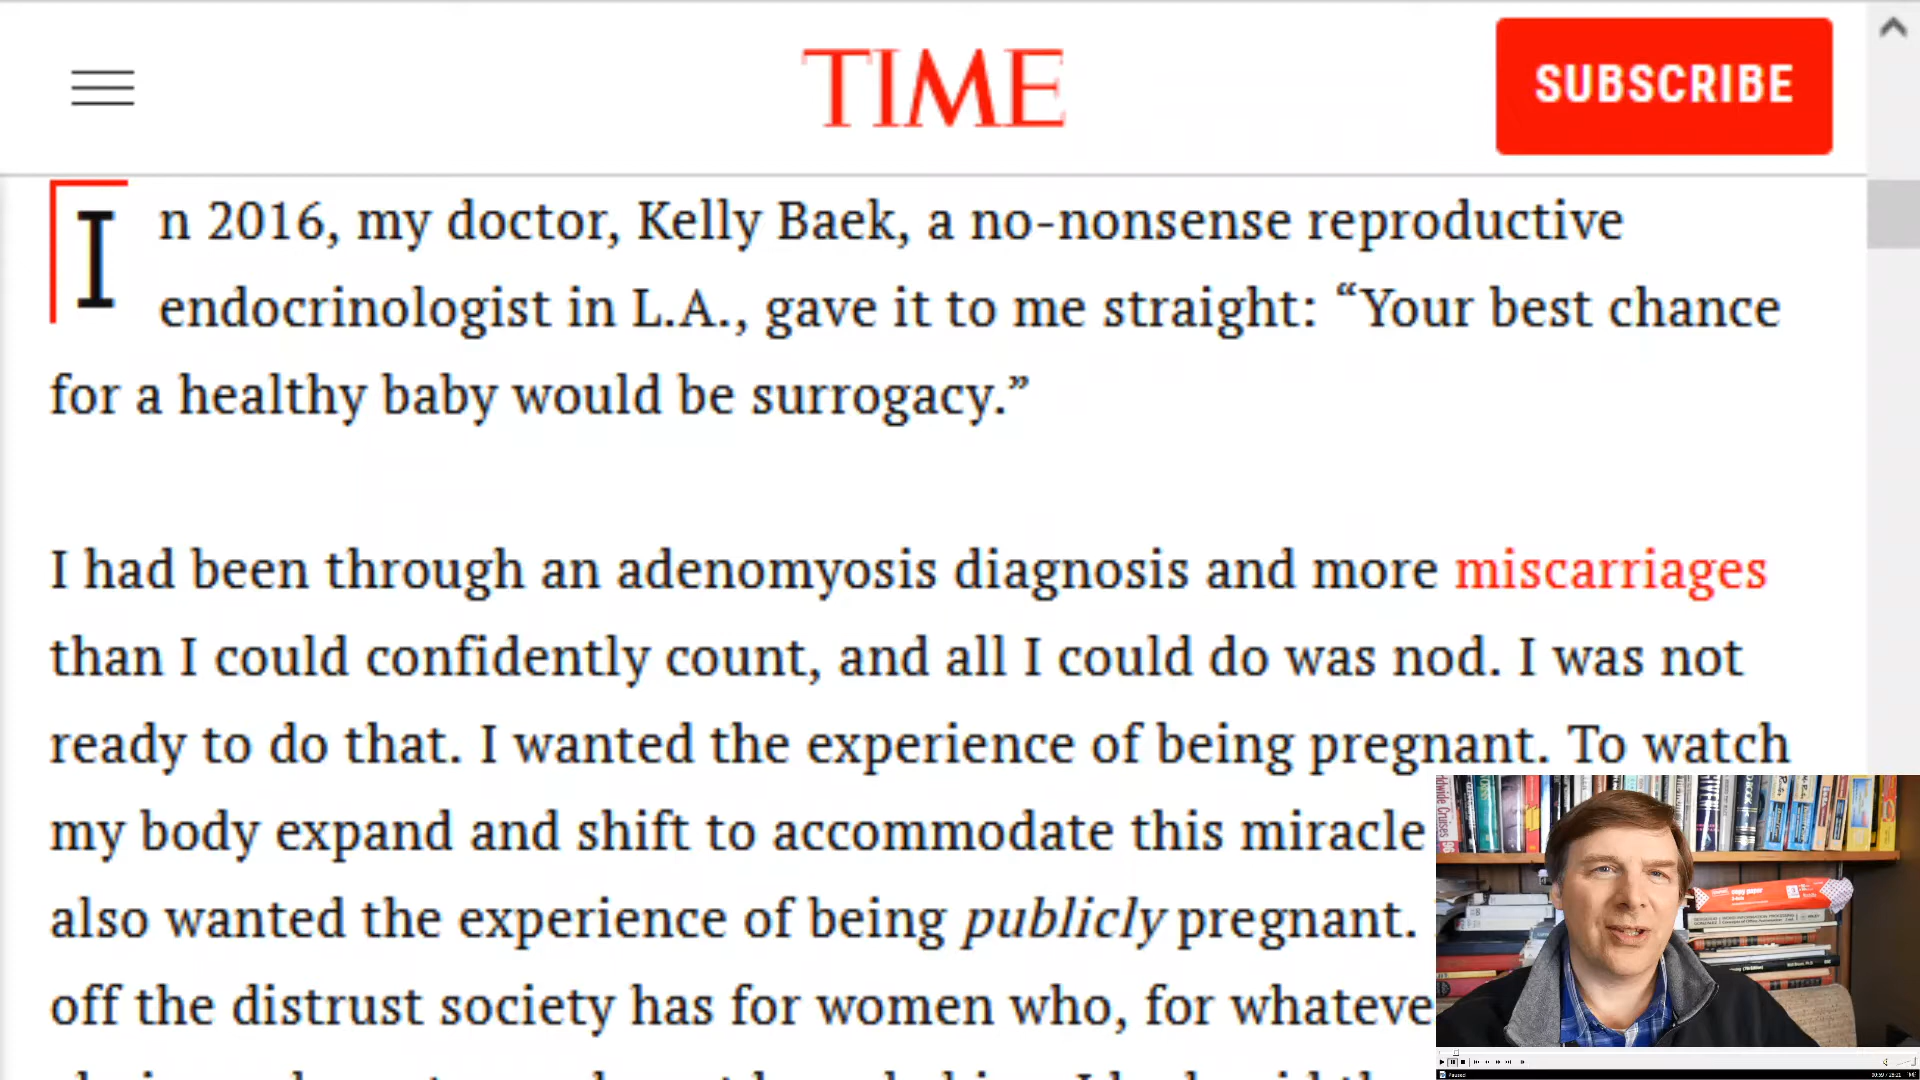 TIME
SUBSCRIBE
In 2016, my doctor, Kelly Baek, a no-nonsense reproductive
endocrinologist in L.A., gave it to me straight: “Your best chance
for a healthy baby would be surrogacy.”
I had been through an adenomyosis diagnosis and more miscarriages
than I could confidently count, and all I could do was nod. I was not
ready to do that. I wanted the experience of being pregnant. To watch
my body expand and shift to accommodate this miracle
also wanted the experience of being publicly pregnant.
off the distrust society has for women who, for whateve
Paused